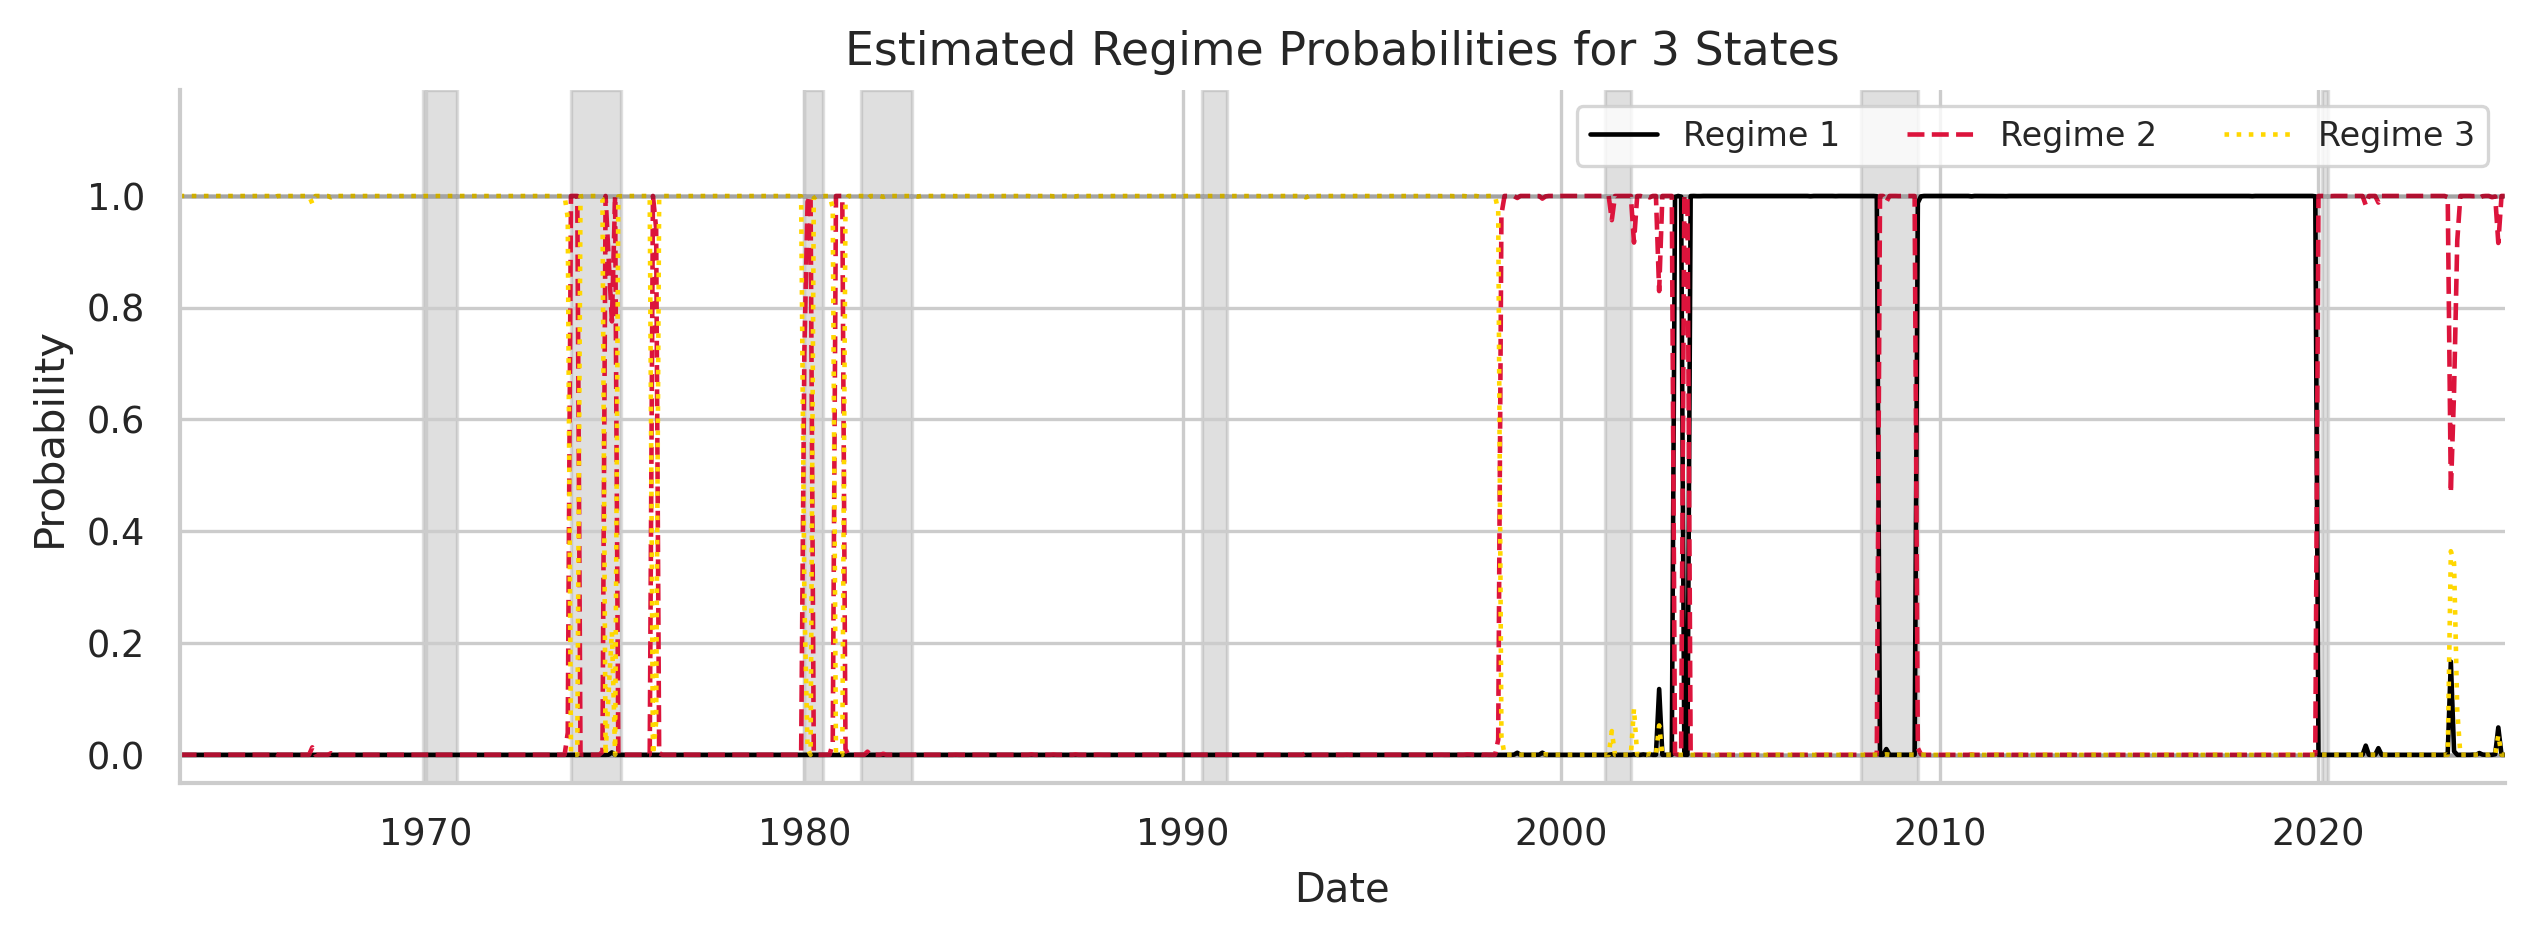 Estimated Regime Probabilities for 3 States
Regime 1
Regime 2
Regime 3
Probability
1.0
0.8
0.6
0.4
0.2
0.0
1970
1980
1990
2000
2010
2020
Date